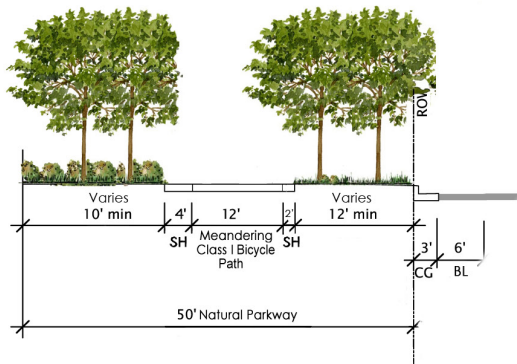 ROW
Varies
10' min
4'
12'
2'
Varies
12' min
SH
Meandering
Class I Bicycle
Path
SH
3'
6'
CG
BL
50' Natural Parkway